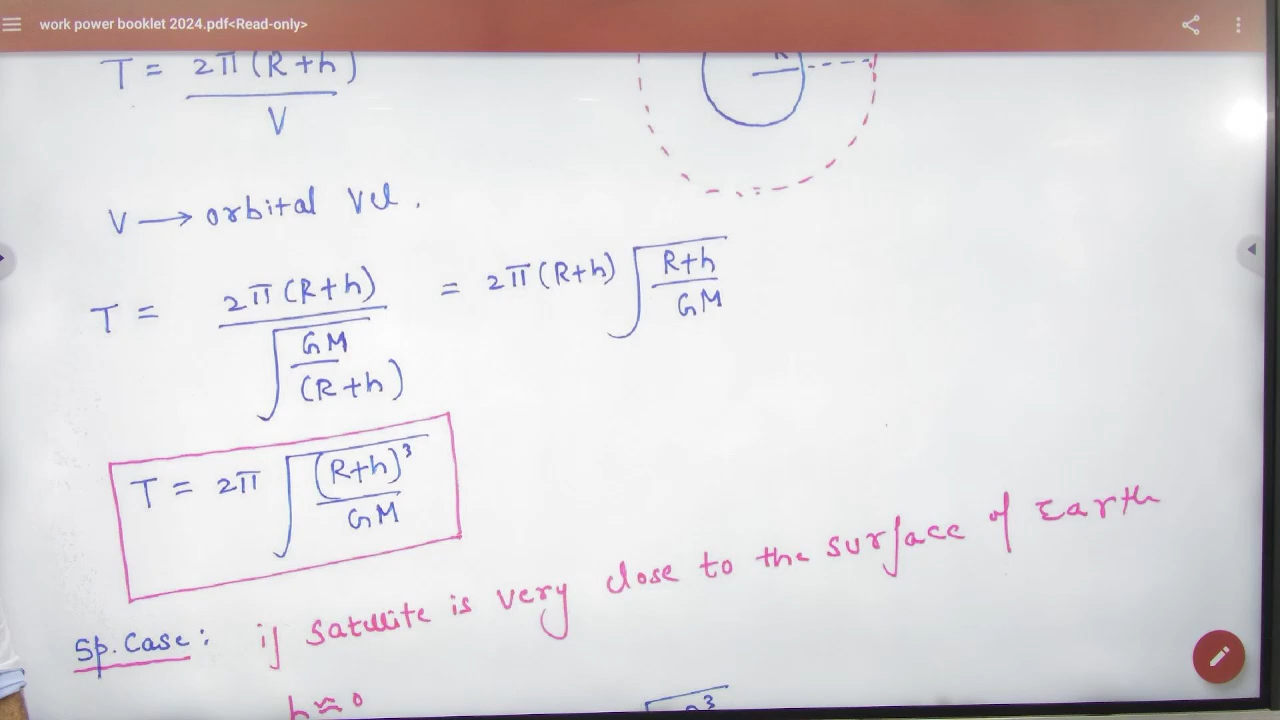 work power booklet 2024.pdf<Read-only>
T = 2π(R+h) / V
R
V → orbital vel.
T = 2π(R+h) / √(GM / (R+h)) = 2π(R+h) √(R+h / GM)
T = 2π √((R+h)³ / GM)
Sp. Case: if satellite is very close to the surface of Earth
h ≈ 0